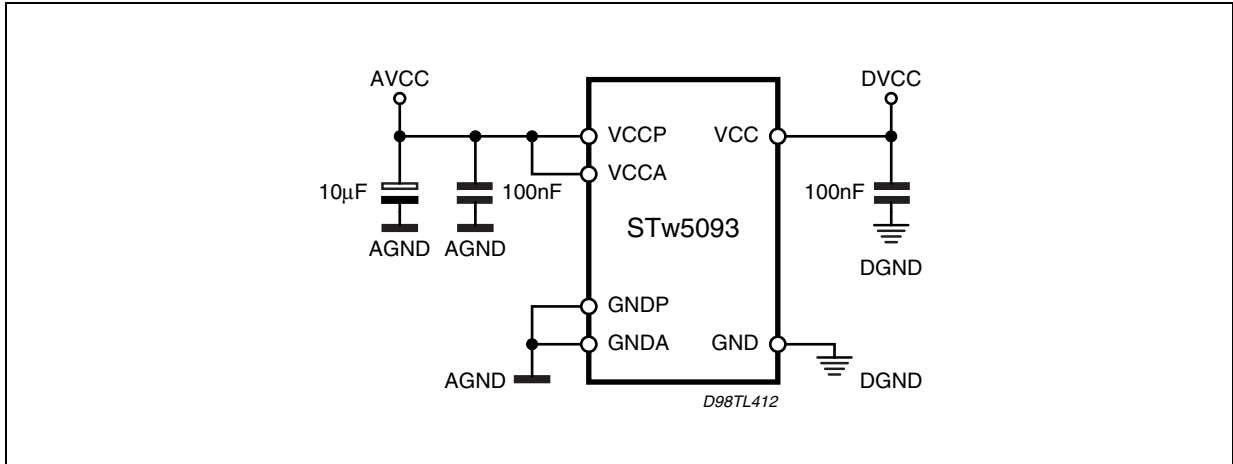 AVCC
DVCC
VCCP
VCC
VCCA
10μF
100nF
100nF
STw5093
AGND
AGND
DGND
GNDP
GNDA
GND
AGND
DGND
D98TL412